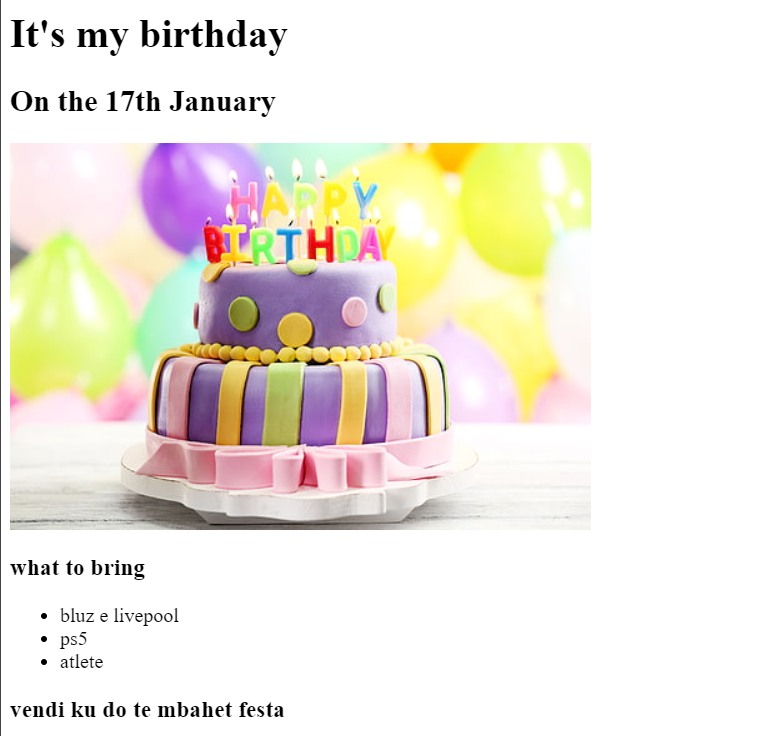 It's my birthday
On the 17th January
HAPPY
BIRTHDAY
what to bring
bluz e livepool
ps5
atlete
vendi ku do te mbahet festa